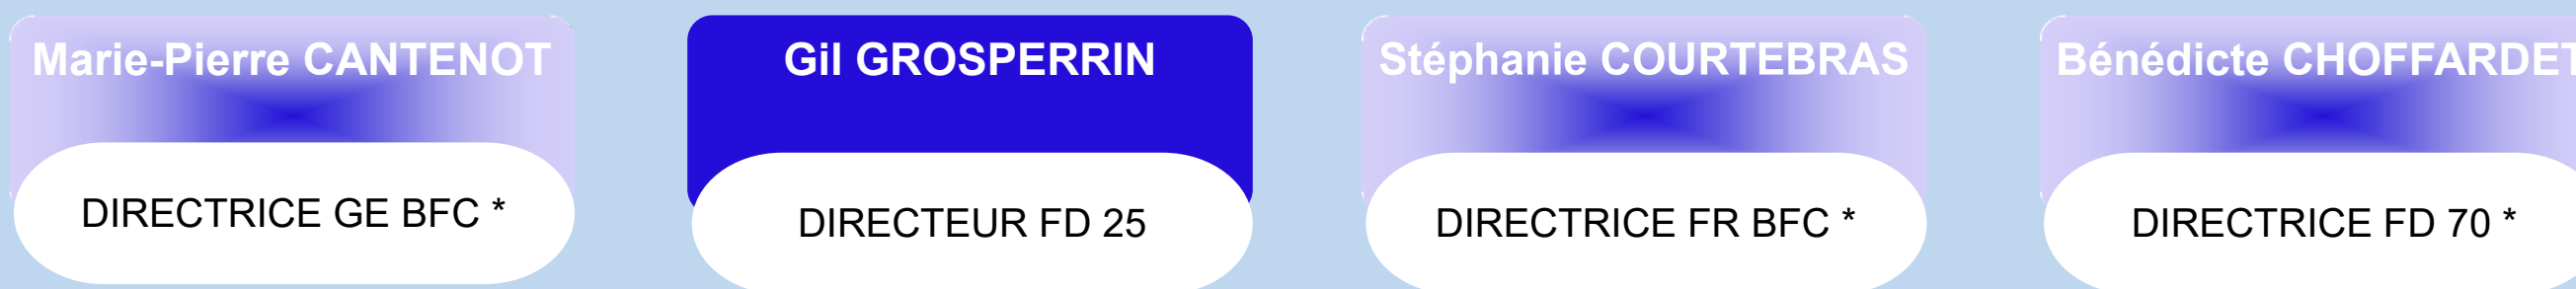 Marie-Pierre CANTENOT
DIRECTRICE GE BFC *
Gil GROSPERRIN
DIRECTEUR FD 25
Stéphanie COURTEBRAS
DIRECTRICE FR BFC *
Bénédicte CHOFFARDET
DIRECTRICE FD 70 *